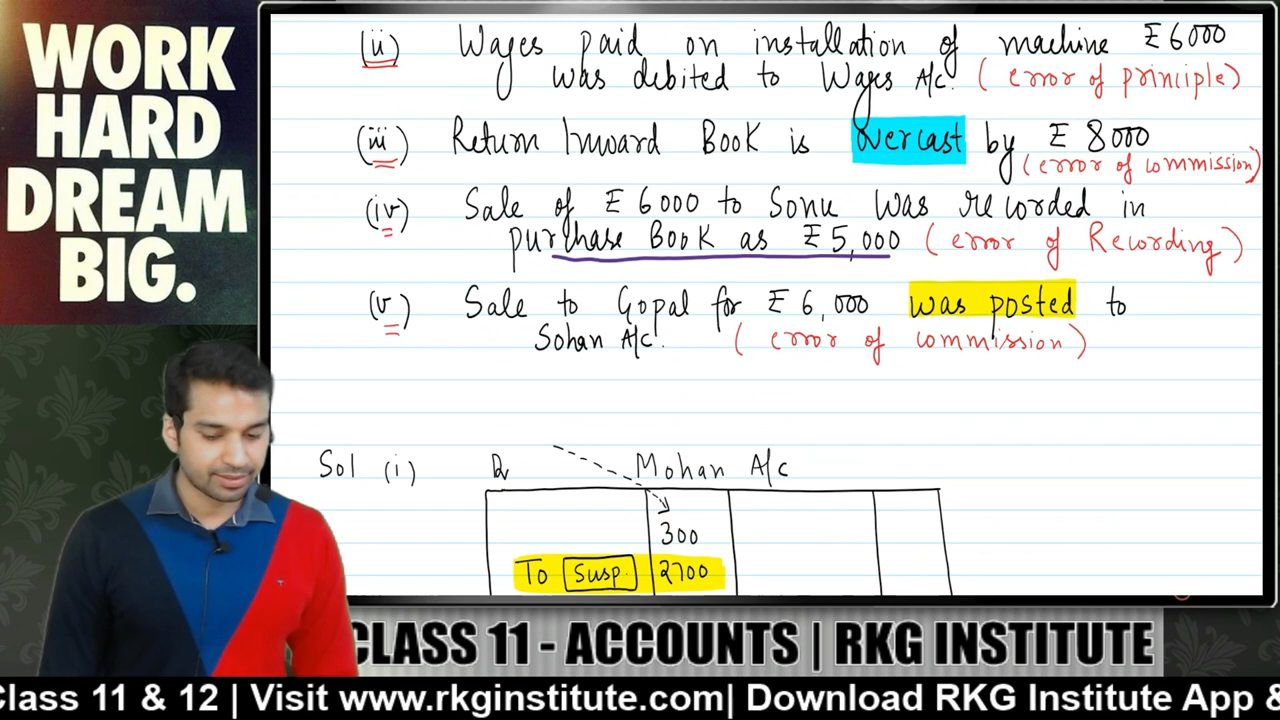 WORK
HARD
DREAM
BIG.
(ii) Wages paid on installation of machine ₹6000
was debited to Wages A/c. (error of principle)
(iii) Return Inward Book is overcast by ₹ 8000
(error of commission)
(iv) Sale of ₹ 6000 to Sonu was recorded in
purchase Book as ₹5,000 (error of Recording)
(v) Sale to Gopal for ₹ 6,000 was posted to
Sohan A/c. (error of commission)
Sol (i) Dr Mohan A/c
300
To Susp. 2700
CLASS 11 - ACCOUNTS | RKG INSTITUTE
Class 11 & 12 | Visit www.rkginstitute.com| Download RKG Institute App &